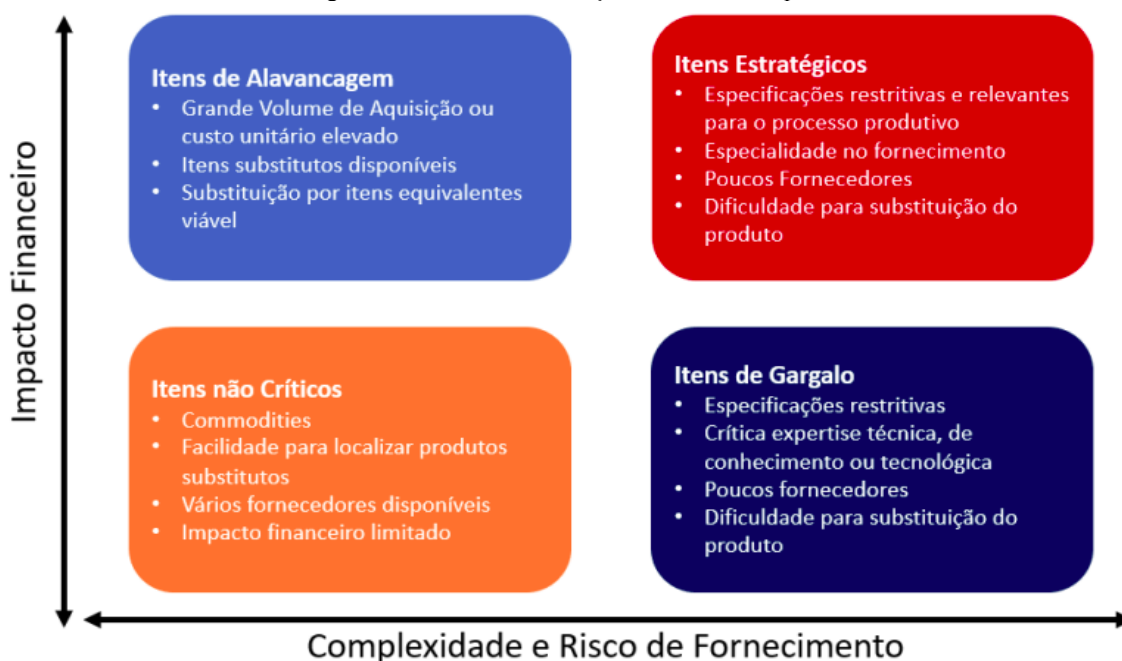 Impacto Financeiro
Itens de Alavancagem
• Grande Volume de Aquisição ou
custo unitário elevado
• Itens substitutos disponíveis
• Substituição por itens equivalentes
viável
Itens Estratégicos
• Especificações restritivas e relevantes
para o processo produtivo
• Especialidade no fornecimento
• Poucos Fornecedores
• Dificuldade para substituição do
produto
Itens não Críticos
• Commodities
• Facilidade para localizar produtos
substitutos
• Vários fornecedores disponíveis
• Impacto financeiro limitado
Itens de Gargalo
• Especificações restritivas
• Crítica expertise técnica, de
conhecimento ou tecnológica
• Poucos fornecedores
• Dificuldade para substituição do
produto
Complexidade e Risco de Fornecimento